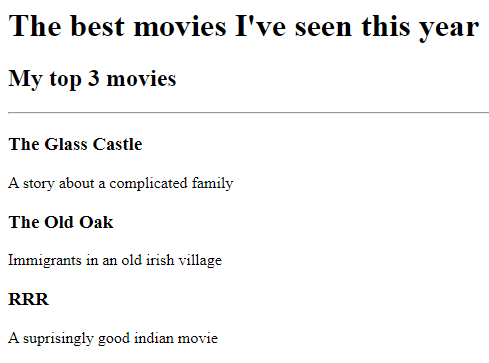 The best movies I've seen this year
My top 3 movies
The Glass Castle
A story about a complicated family
The Old Oak
Immigrants in an old irish village
RRR
A suprisingly good indian movie